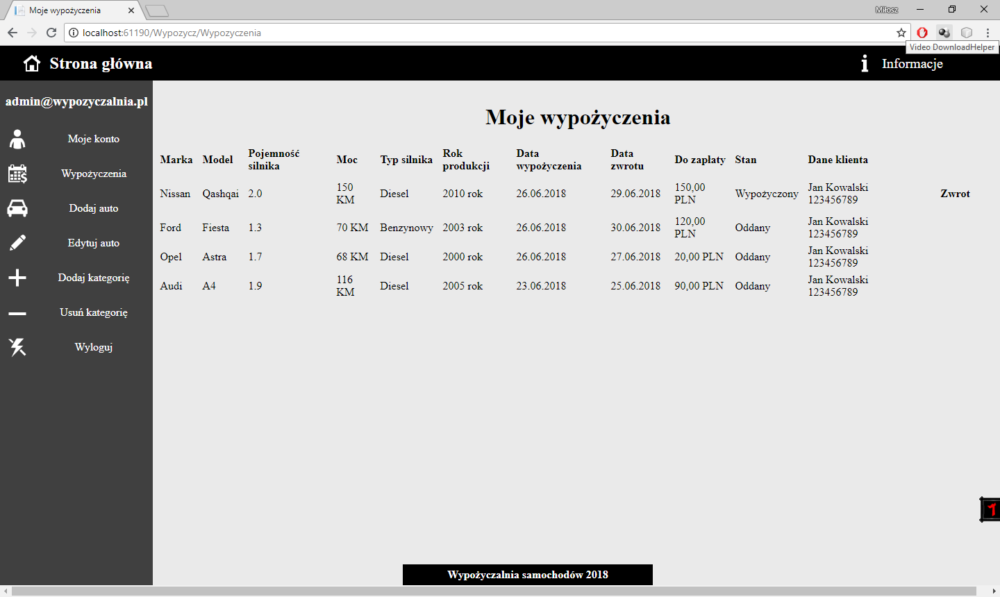 Moje wypożyczenia
Miłosz
localhost:61190/Wypozycz/Wypozyczenia
Video DownloadHelper
Strona główna
Informacje
admin@wypozyczalnia.pl
Moje konto
Wypożyczenia
Dodaj auto
Edytuj auto
Dodaj kategorię
Usuń kategorię
Wyloguj
Moje wypożyczenia
Marka Model Pojemność silnika Moc Typ silnika Rok produkcji Data wypożyczenia Data zwrotu Do zapłaty Stan Dane klienta
Nissan Qashqai 2.0 150 KM Diesel 2010 rok 26.06.2018 29.06.2018 150,00 PLN Wypożyczony Jan Kowalski 123456789 Zwrot
Ford Fiesta 1.3 70 KM Benzynowy 2003 rok 26.06.2018 30.06.2018 120,00 PLN Oddany Jan Kowalski 123456789
Opel Astra 1.7 68 KM Diesel 2000 rok 26.06.2018 27.06.2018 20,00 PLN Oddany Jan Kowalski 123456789
Audi A4 1.9 116 KM Diesel 2005 rok 23.06.2018 25.06.2018 90,00 PLN Oddany Jan Kowalski 123456789
Wypożyczalnia samochodów 2018